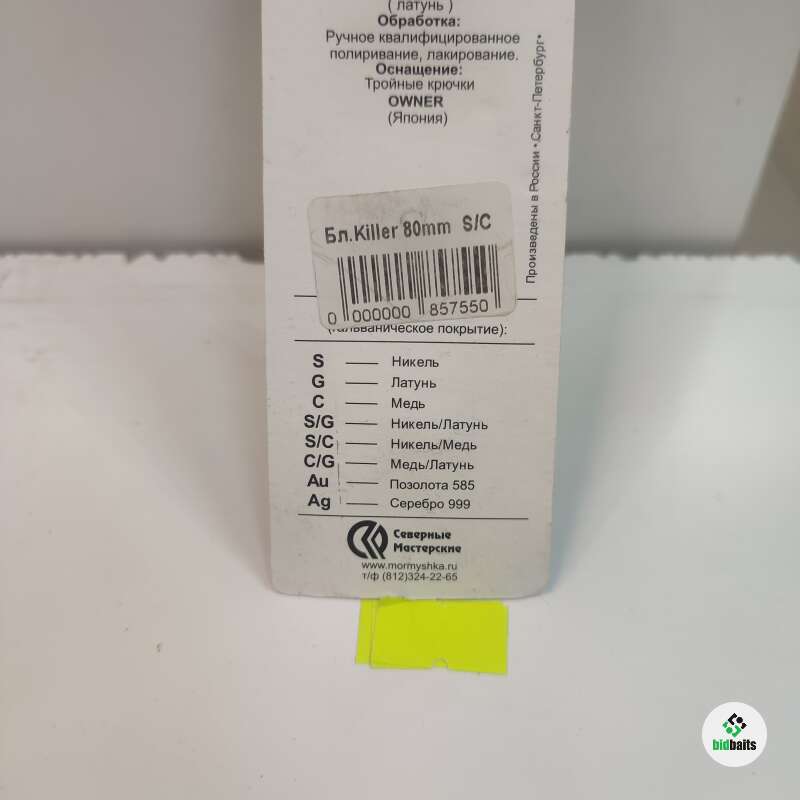 ( латунь )
Обработка:
Ручное квалифицированное
полиривание, лакирование.
Оснащение:
Тройные крючки
OWNER
(Япония)
Произведены в России • Санкт-Петербург •
Бл.Killer 80mm S/C
0 000000 857550
(гальваническое покрытие):
S — Никель
G — Латунь
C — Медь
S/G — Никель/Латунь
S/C — Никель/Медь
C/G — Медь/Латунь
Au — Позолота 585
Ag — Серебро 999
Северные
Мастерские
www.mormyshka.ru
т/ф (812)324-22-65
bidbaits